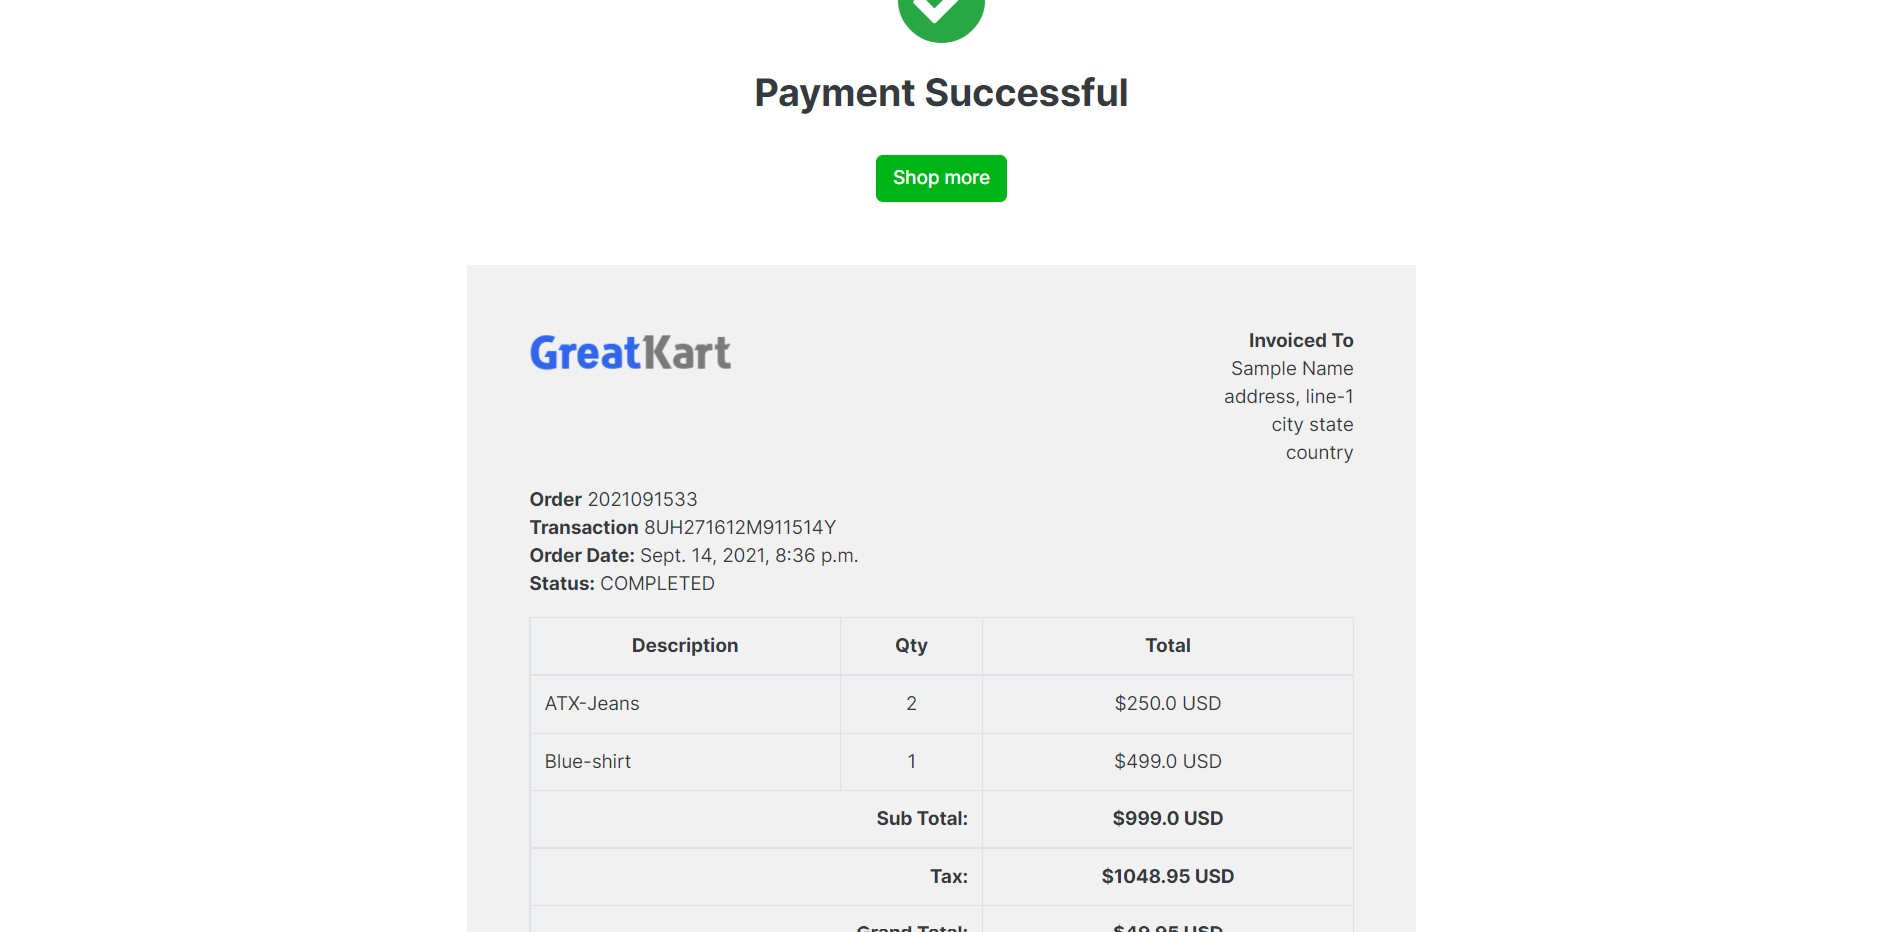 Payment Successful
Shop more
GreatKart
Invoiced To
Sample Name
address, line-1
city state
country
Order 2021091533
Transaction 8UH271612M911514Y
Order Date: Sept. 14, 2021, 8:36 p.m.
Status: COMPLETED
Description Qty Total
ATX-Jeans 2 $250.0 USD
Blue-shirt 1 $499.0 USD
Sub Total: $999.0 USD
Tax: $1048.95 USD
Grand Total: $49.95 USD